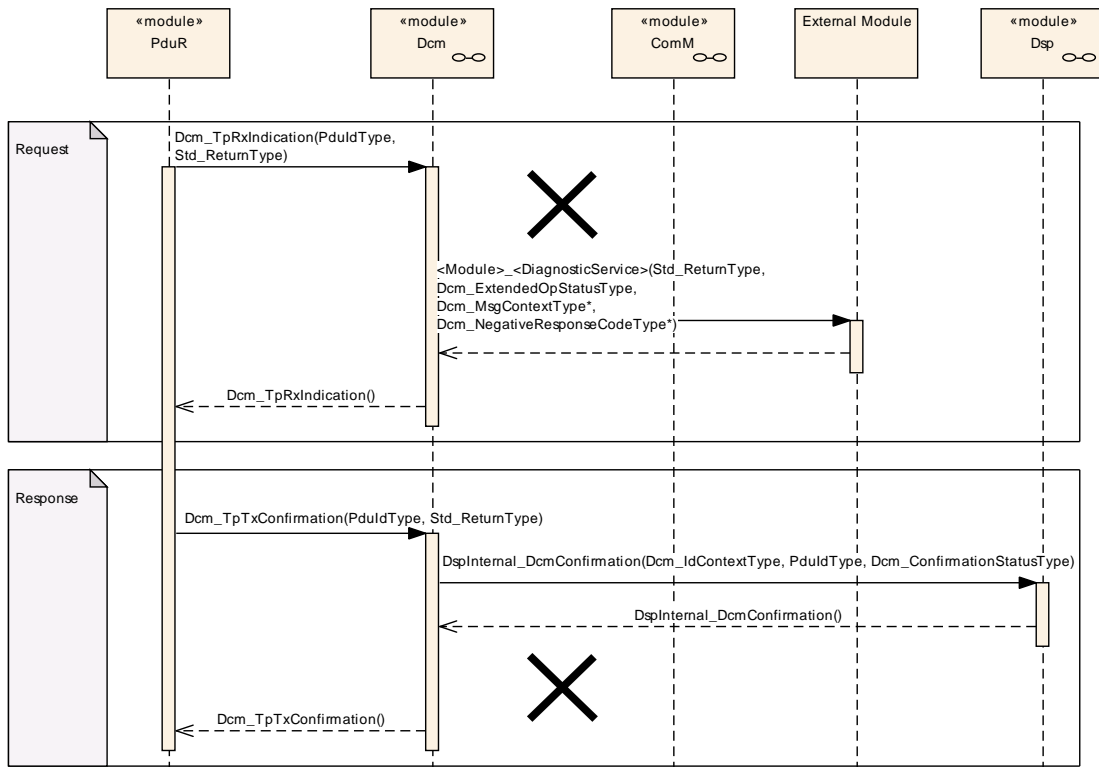 «module»
PduR
«module»
Dcm
«module»
ComM
External Module
«module»
Dsp
Request
Dcm_TpRxIndication(PduIdType,
Std_ReturnType)
<Module>_<DiagnosticService>(Std_ReturnType,
Dcm_ExtendedOpStatusType,
Dcm_MsgContextType*,
Dcm_NegativeResponseCodeType*)
Dcm_TpRxIndication()
Response
Dcm_TpTxConfirmation(PduIdType, Std_ReturnType)
DspInternal_DcmConfirmation(Dcm_IdContextType, PduIdType, Dcm_ConfirmationStatusType)
DspInternal_DcmConfirmation()
Dcm_TpTxConfirmation()